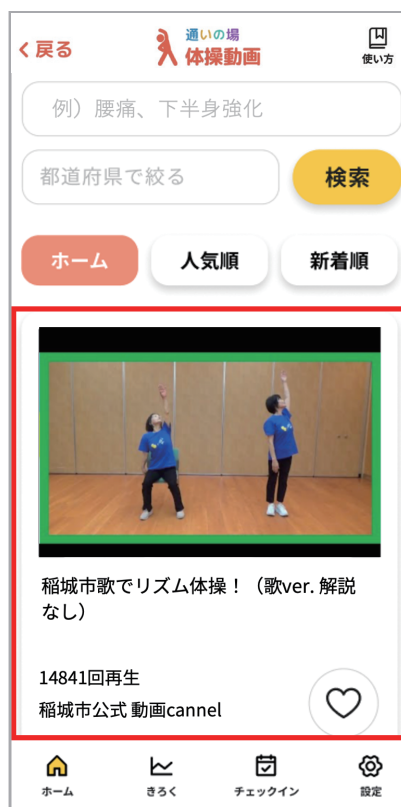 戻る
通いの場
体操動画
使い方
例）腰痛、下半身強化
都道府県で絞る
検索
ホーム
人気順
新着順
稲城市歌でリズム体操！（歌ver. 解説
なし）
14841回再生
稲城市公式 動画cannel
ホーム
きろく
チェックイン
設定